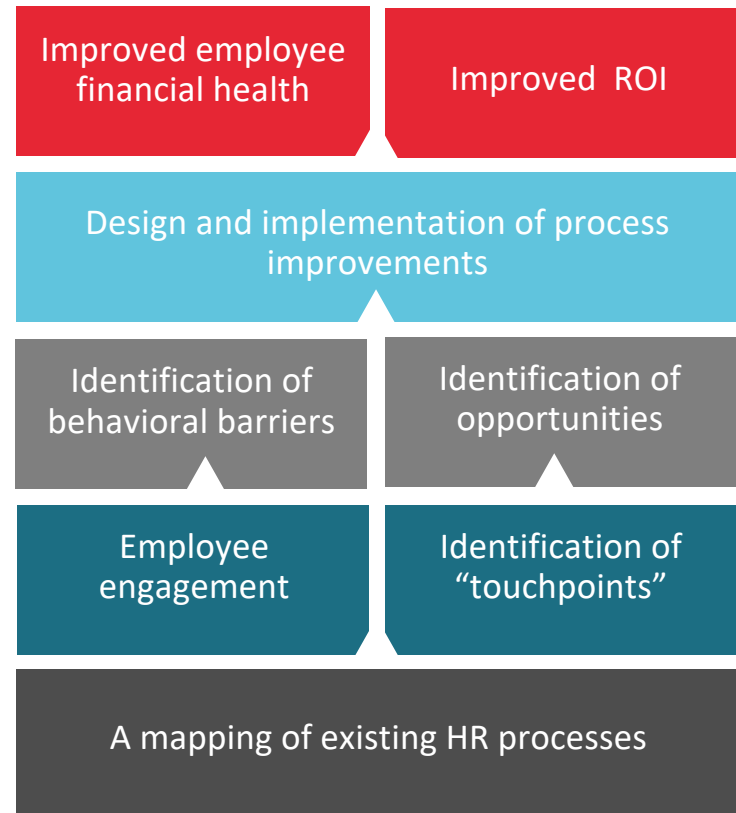 Improved employee
financial health
Improved  ROI
Design and implementation of process
improvements
Identification of
behavioral barriers
Identification of
opportunities
Employee
engagement
Identification of
“touchpoints”
A mapping of existing HR processes